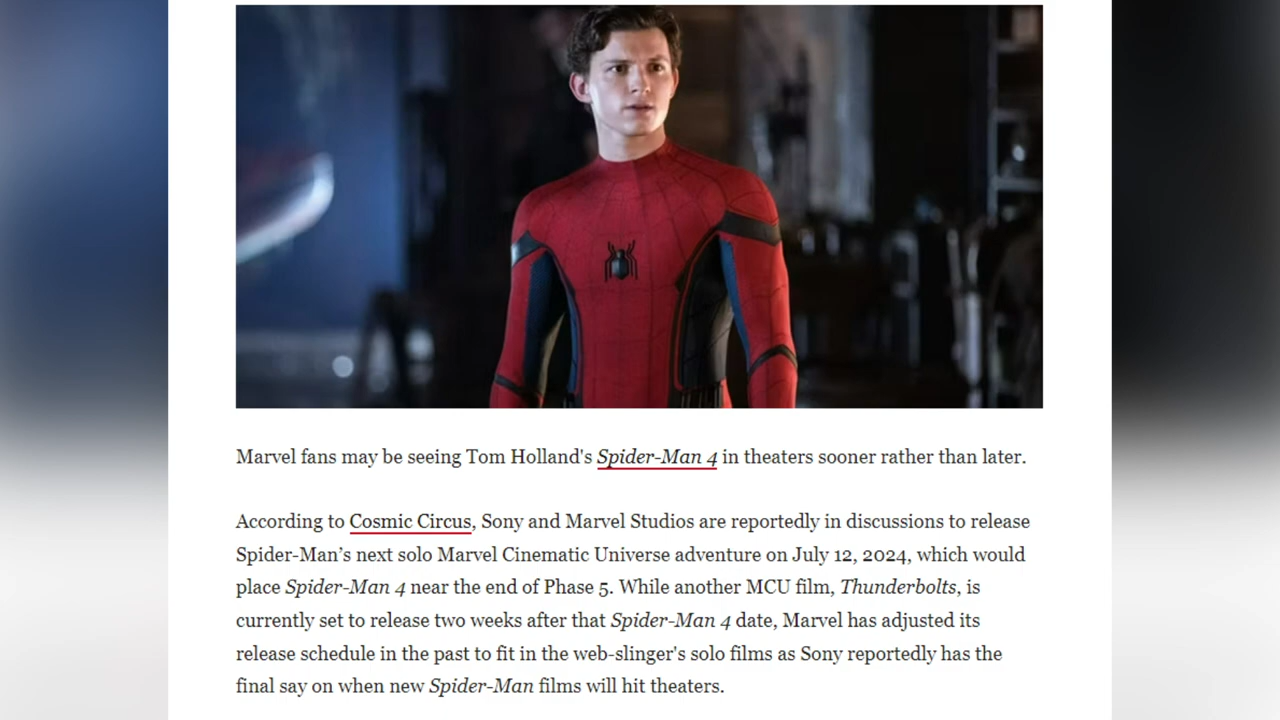 Marvel fans may be seeing Tom Holland's Spider-Man 4 in theaters sooner rather than later.
According to Cosmic Circus, Sony and Marvel Studios are reportedly in discussions to release
Spider-Man’s next solo Marvel Cinematic Universe adventure on July 12, 2024, which would
place Spider-Man 4 near the end of Phase 5. While another MCU film, Thunderbolts, is
currently set to release two weeks after that Spider-Man 4 date, Marvel has adjusted its
release schedule in the past to fit in the web-slinger's solo films as Sony reportedly has the
final say on when new Spider-Man films will hit theaters.